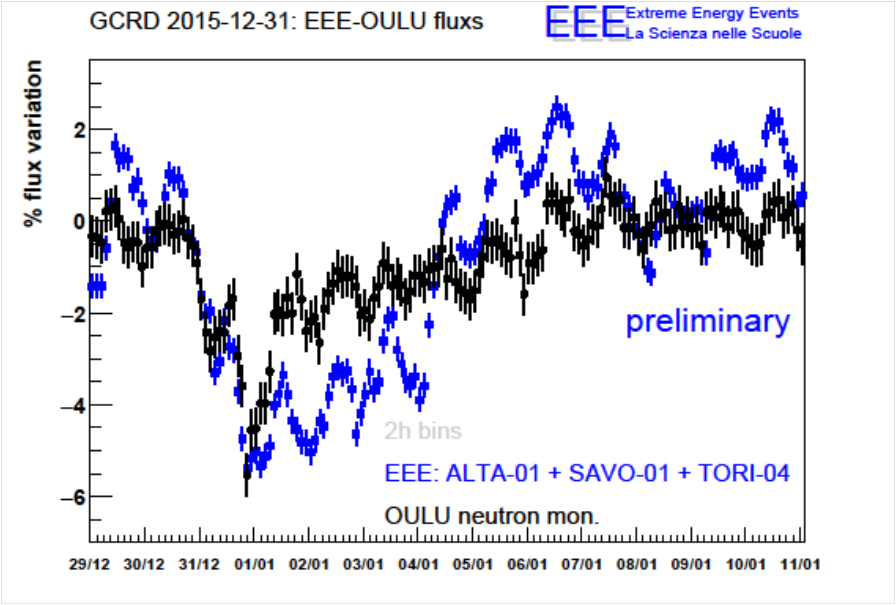 GCRD 2015-12-31: EEE-OULU fluxes
EEE
Extreme Energy Events
La Scienza nelle Scuole
% flux variation
2
0
−2
−4
−6
preliminary
2h bins
EEE: ALTA-01 + SAVO-01 + TORI-04
OULU neutron mon.
29/12 30/12 31/12 01/01 02/01 03/01 04/01 05/01 06/01 07/01 08/01 09/01 10/01 11/01